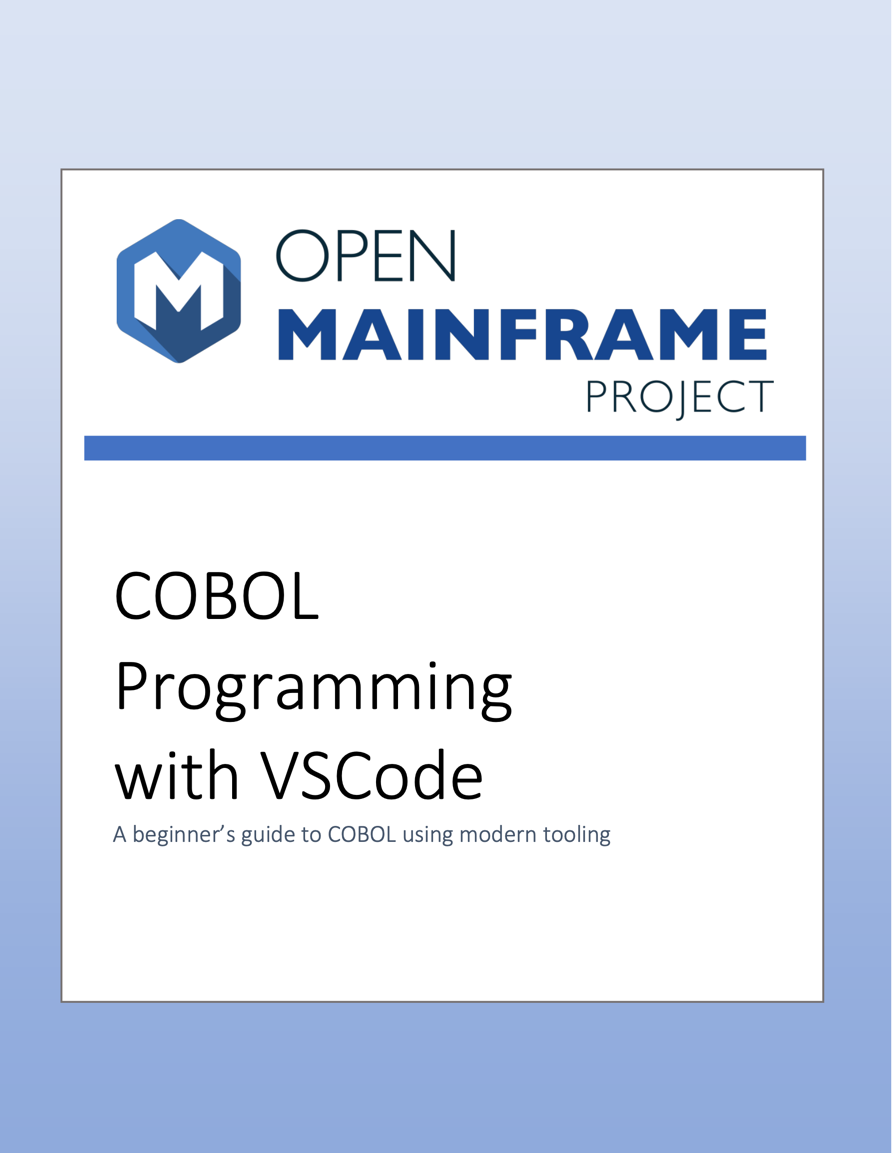 M
OPEN
MAINFRAME
PROJECT
COBOL
Programming
with VSCode
A beginner’s guide to COBOL using modern tooling